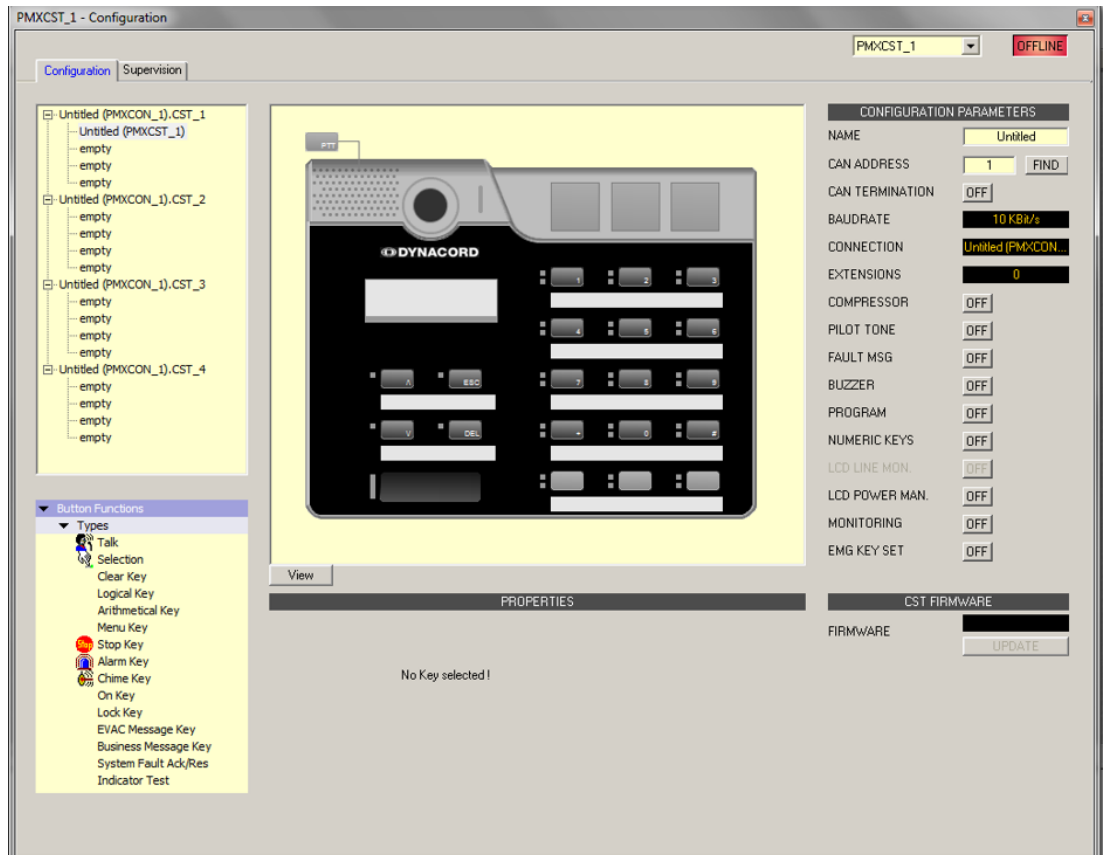 PMXCST_1 - Configuration
PMXCST_1
OFFLINE
Configuration
Supervision
Untitled (PMXCON_1).CST_1
Untitled (PMXCST_1)
empty
empty
empty
Untitled (PMXCON_1).CST_2
empty
empty
empty
empty
Untitled (PMXCON_1).CST_3
empty
empty
empty
empty
Untitled (PMXCON_1).CST_4
empty
empty
empty
empty
Button Functions
Types
Talk
Selection
Clear Key
Logical Key
Arithmetical Key
Menu Key
Stop
Stop Key
Alarm Key
Chime Key
On Key
Lock Key
EVAC Message Key
Business Message Key
System Fault Ack/Res
Indicator Test
PTT
DYNACORD
1 2 3
4 5 6
ESC 7 8 9
DEL 0 #
View
PROPERTIES
No Key selected !
CONFIGURATION PARAMETERS
NAME Untitled
CAN ADDRESS 1 FIND
CAN TERMINATION OFF
BAUDRATE 10 KBit/s
CONNECTION Untitled (PMXCON...
EXTENSIONS 0
COMPRESSOR OFF
PILOT TONE OFF
FAULT MSG OFF
BUZZER OFF
PROGRAM OFF
NUMERIC KEYS OFF
LCD LINE MON. OFF
LCD POWER MAN. OFF
MONITORING OFF
EMG KEY SET OFF
CST FIRMWARE
FIRMWARE
UPDATE